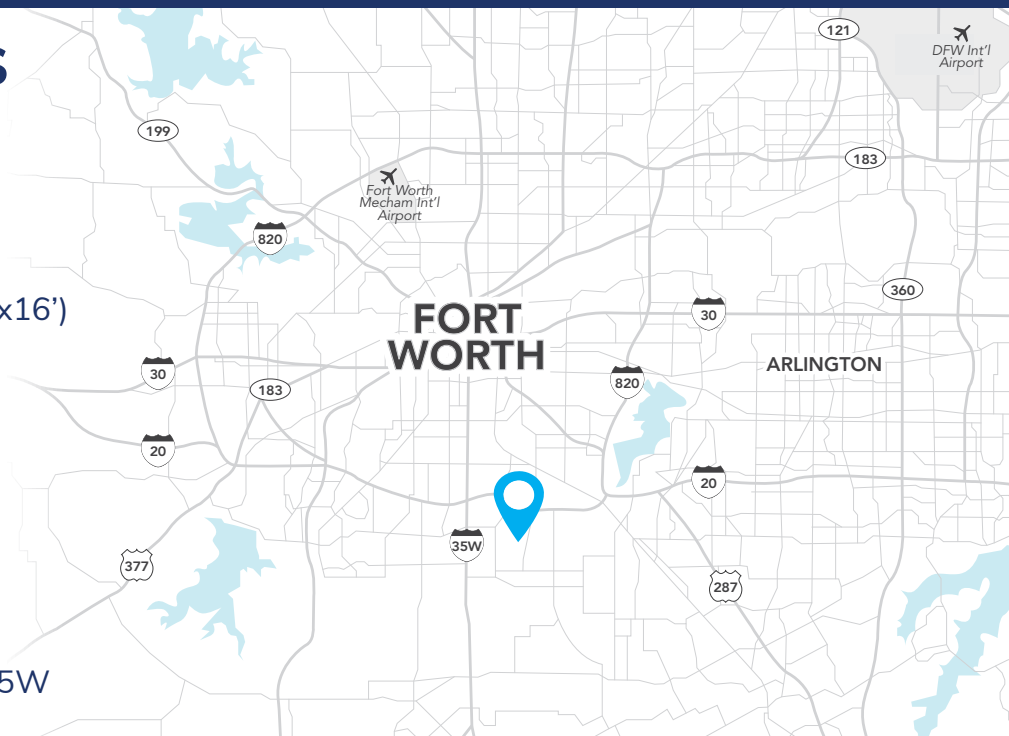 s
121
DFW Int'l
Airport
199
183
Fort Worth
Mecham Int'l
Airport
820
360
x16')
30
FORT
WORTH
30
ARLINGTON
183
820
20
20
35W
377
287
5W